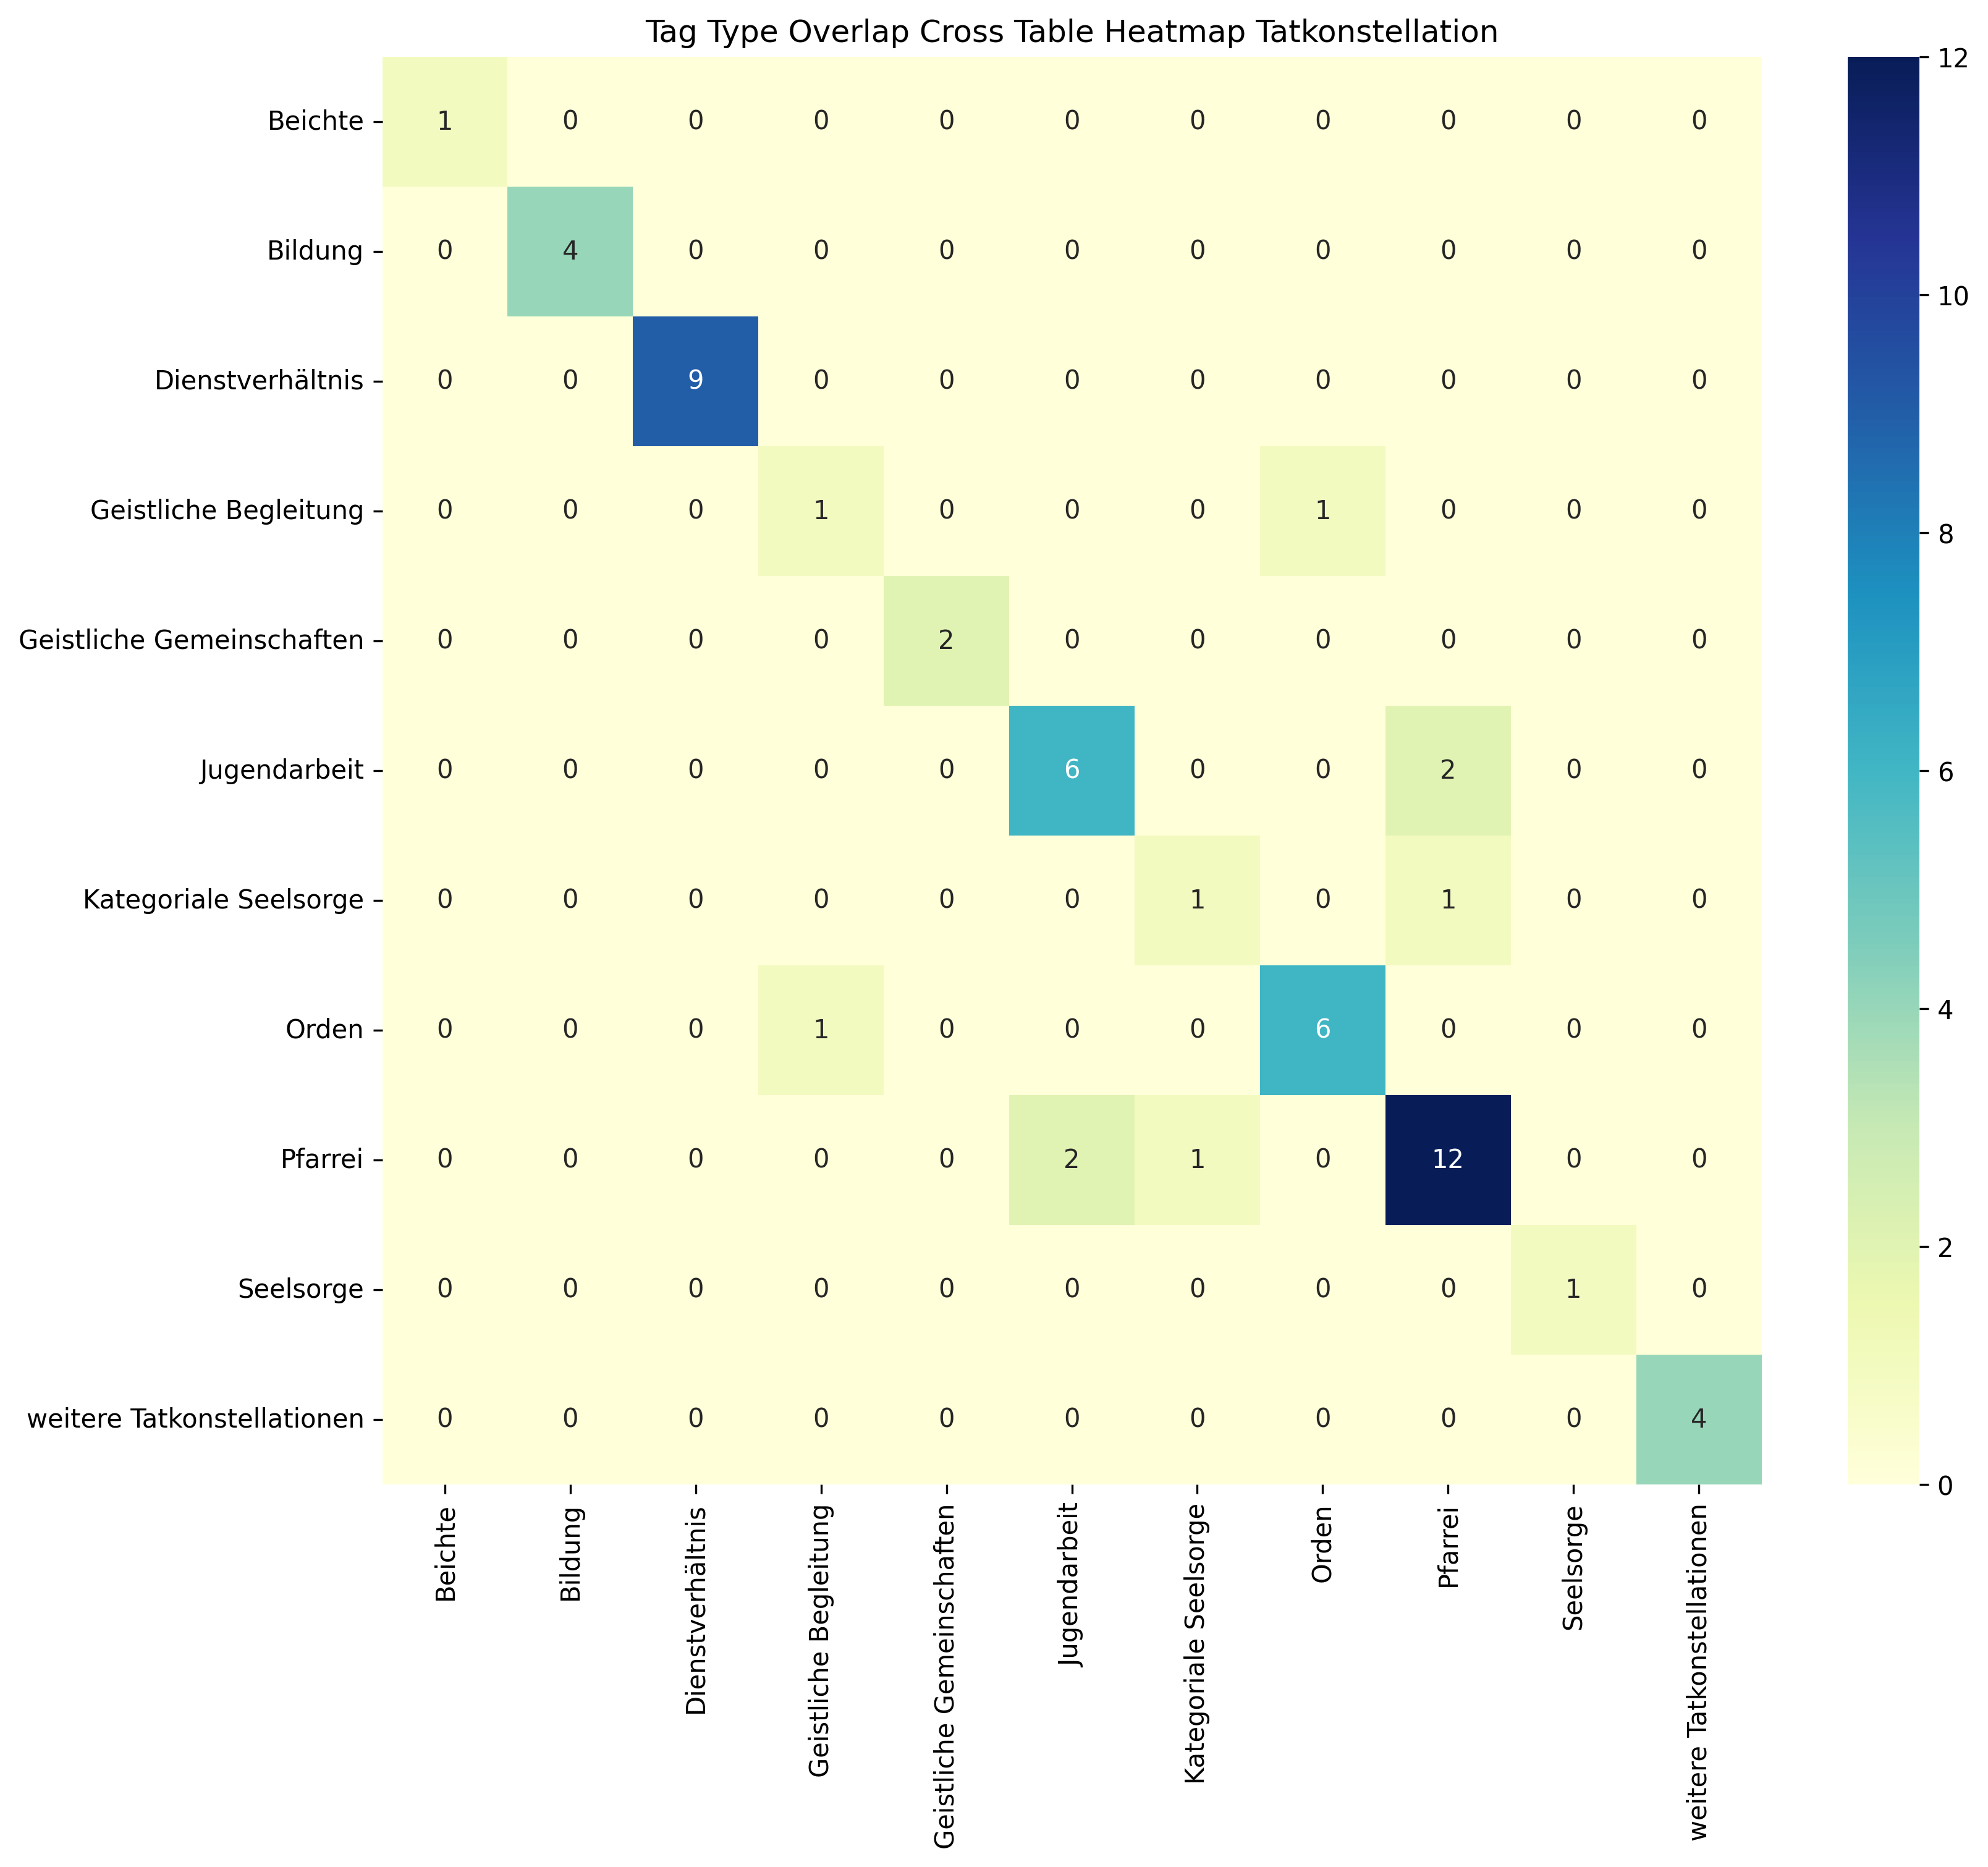 Tag Type Overlap Cross Table Heatmap Tatkonstellation
12
Beichte 1 0 0 0 0 0 0 0 0 0 0
Bildung 0 4 0 0 0 0 0 0 0 0 0
10
Dienstverhältnis 0 0 9 0 0 0 0 0 0 0 0
Geistliche Begleitung 0 0 0 1 0 0 0 1 0 0 0
8
Geistliche Gemeinschaften 0 0 0 0 2 0 0 0 0 0 0
Jugendarbeit 0 0 0 0 0 6 0 0 2 0 0
6
Kategoriale Seelsorge 0 0 0 0 0 0 1 0 1 0 0
4
Orden 0 0 0 1 0 0 0 6 0 0 0
Pfarrei 0 0 0 0 0 2 1 0 12 0 0
2
Seelsorge 0 0 0 0 0 0 0 0 0 1 0
weitere Tatkonstellationen 0 0 0 0 0 0 0 0 0 0 4
0
Beichte
Bildung
Dienstverhältnis
Geistliche Begleitung
Geistliche Gemeinschaften
Jugendarbeit
Kategoriale Seelsorge
Orden
Pfarrei
Seelsorge
weitere Tatkonstellationen